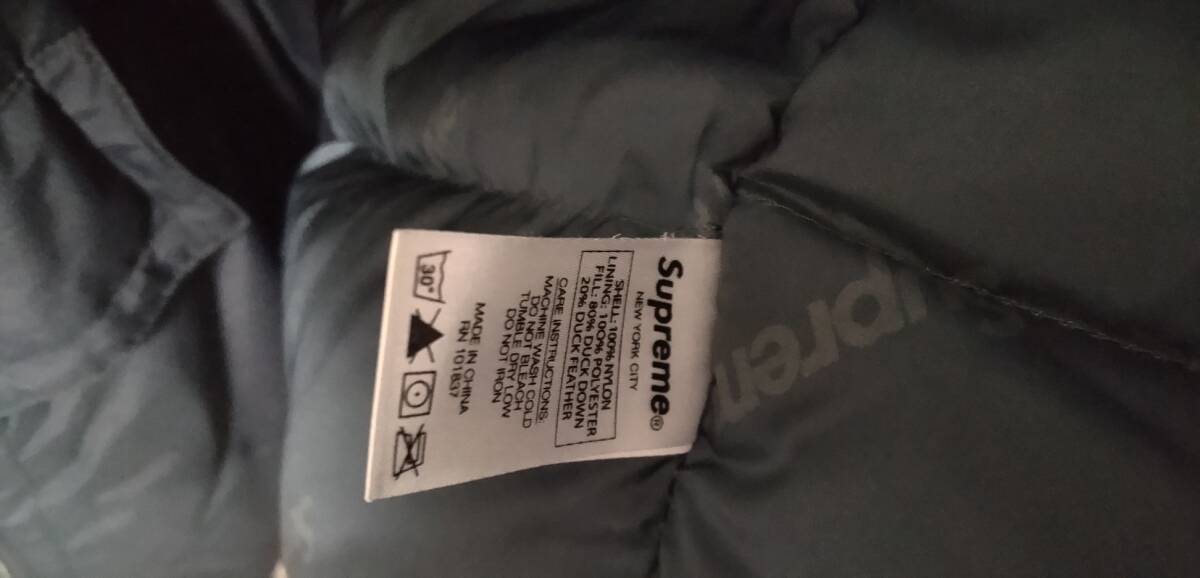 Supreme®
NEW YORK CITY
SHELL: 100% NYLON
LINING: 100% POLYESTER
FILL: 80% DUCK DOWN
20% DUCK FEATHER
CARE INSTRUCTIONS:
MACHINE WASH COLD
DO NOT BLEACH
TUMBLE DRY LOW
DO NOT IRON
MADE IN CHINA
RN 101837
30°
uprem